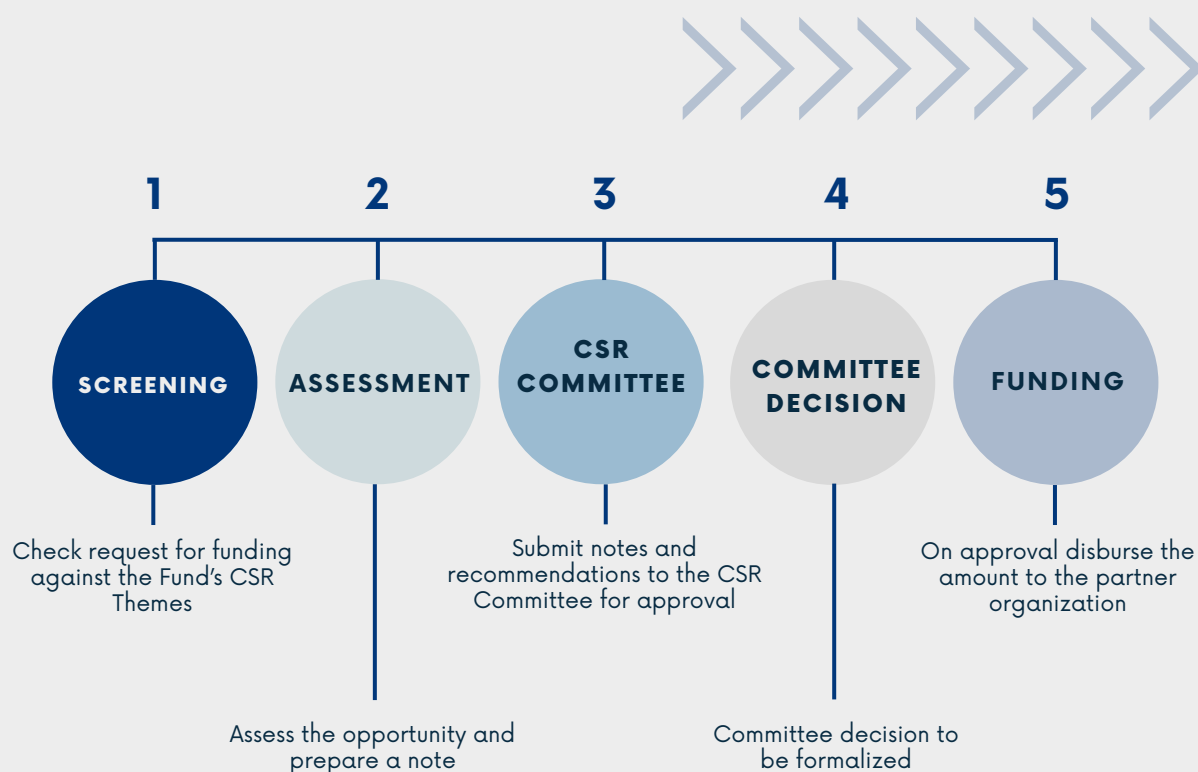 1
2
3
4
5
SCREENING
ASSESSMENT
CSR
COMMITTEE
COMMITTEE
DECISION
FUNDING
Check request for funding
against the Fund's CSR
Themes
Submit notes and
recommendations to the CSR
Committee for approval
On approval disburse the
amount to the partner
organization
Assess the opportunity and
prepare a note
Committee decision to
be formalized